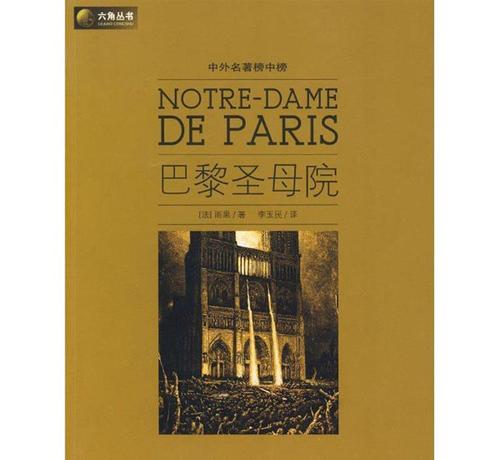 六角丛书
中外名著榜中榜
NOTRE-DAME
DE PARIS
巴黎圣母院
[法] 雨果 / 著 李玉民 / 译